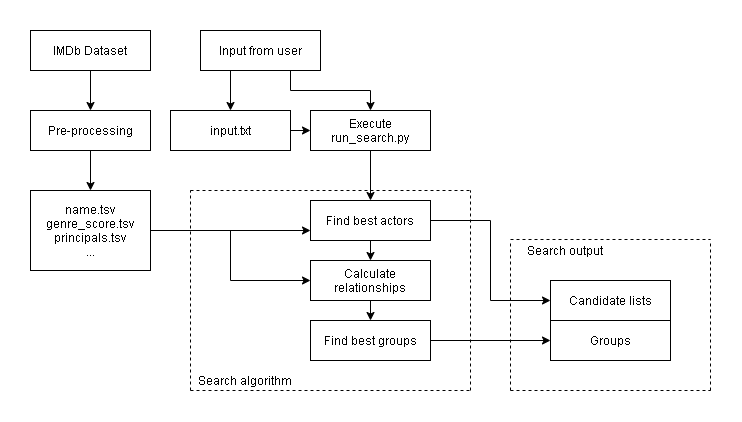 IMDb Dataset
Input from user
Pre-processing
input.txt
Execute
run_search.py
name.tsv
genre_score.tsv
principals.tsv
...
Find best actors
Calculate
relationships
Find best groups
Search algorithm
Search output
Candidate lists
Groups